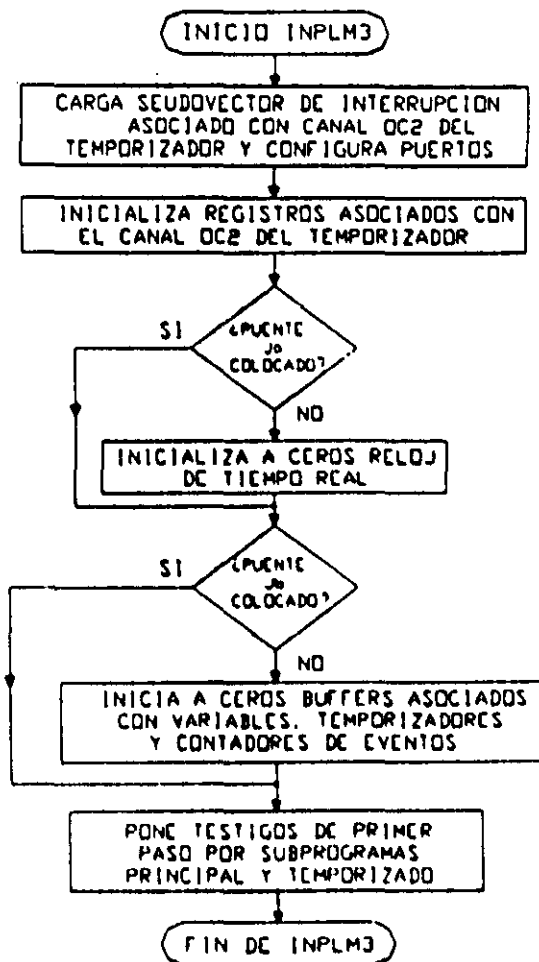 INICIO INPLM3
CARGA SEUDOVECTOR DE INTERRUPCION
ASOCIADO CON CANAL OC2 DEL
TEMPORIZADOR Y CONFIGURA PUERTOS
INICIALIZA REGISTROS ASOCIADOS CON
EL CANAL OC2 DEL TEMPORIZADOR
SI
¿PUENTE
Ja
COLOCADO?
NO
INICIALIZA A CEROS RELOJ
DE TIEMPO REAL
SI
¿PUENTE
Jb
COLOCADO?
NO
INICIA A CEROS BUFFERS ASOCIADOS
CON VARIABLES, TEMPORIZADORES
Y CONTADORES DE EVENTOS
PONE TESTIGOS DE PRIMER
PASO POR SUBPROGRAMAS
PRINCIPAL Y TEMPORIZADO
FIN DE INPLM3